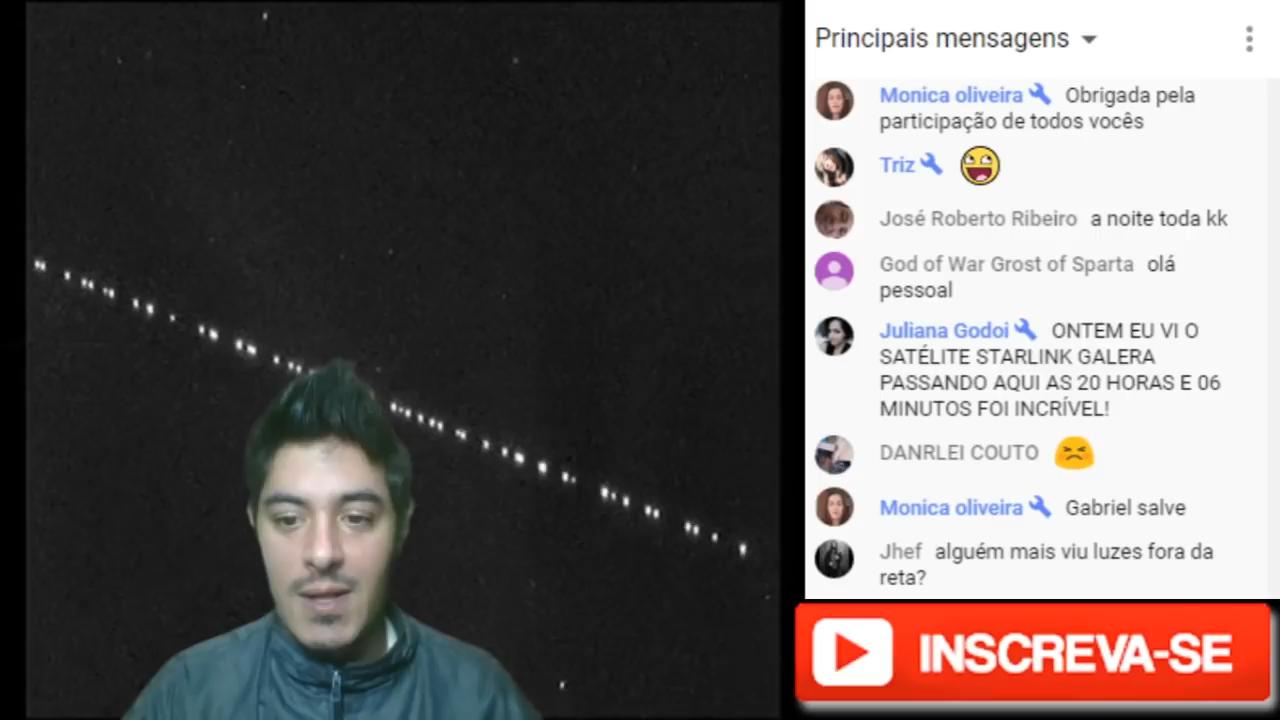 Principais mensagens
Monica oliveira Obrigada pela
participação de todos vocês
Triz
José Roberto Ribeiro a noite toda kk
God of War Grost of Sparta olá
pessoal
Juliana Godoi ONTEM EU VI O
SATÉLITE STARLINK GALERA
PASSANDO AQUI AS 20 HORAS E 06
MINUTOS FOI INCRÍVEL!
DANRLEI COUTO
Monica oliveira Gabriel salve
Jhef alguém mais viu luzes fora da
reta?
INSCREVA-SE